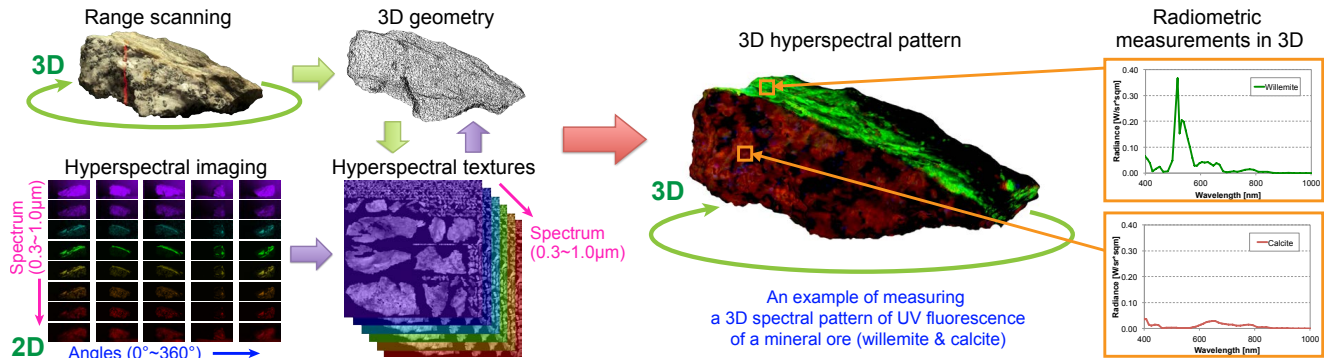 Range scanning
3D geometry
3D
Hyperspectral imaging
Hyperspectral textures
Spectrum
(0.3~1.0μm)
2D
Angles (0°~360°)
Spectrum
(0.3~1.0μm)
3D hyperspectral pattern
3D
An example of measuring
a 3D spectral pattern of UV fluorescence
of a mineral ore (willemite & calcite)
Radiometric
measurements in 3D
Radiance [W/sr*sqm]
0.40
0.30
0.20
0.10
0.00
400
600
800
1000
Wavelength [nm]
Willemite
Radiance [W/sr*sqm]
0.40
0.30
0.20
0.10
0.00
400
600
800
1000
Wavelength [nm]
Calcite